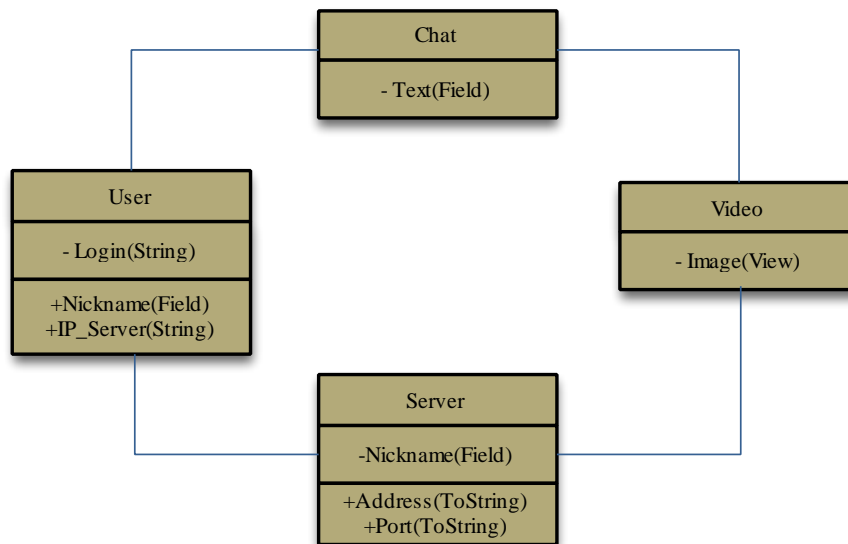 Chat
- Text(Field)
User
- Login(String)
+Nickname(Field)
+IP_Server(String)
Video
- Image(View)
Server
-Nickname(Field)
+Address(ToString)
+Port(ToString)